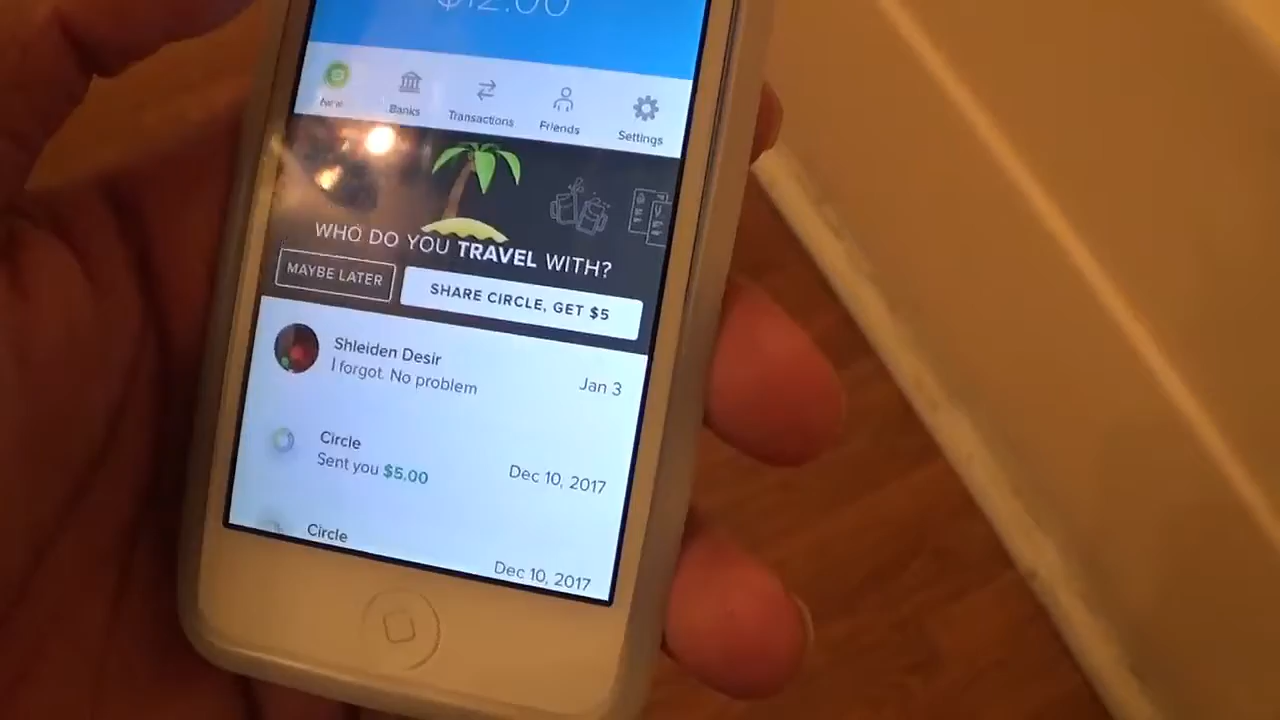 $12.00
New
Banks
Transactions
Friends
Settings
WHO DO YOU TRAVEL WITH?
MAYBE LATER
SHARE CIRCLE, GET $5
Shleiden Desir
I forgot. No problem
Jan 3
Circle
Sent you $5.00
Dec 10, 2017
Circle
Dec 10, 2017